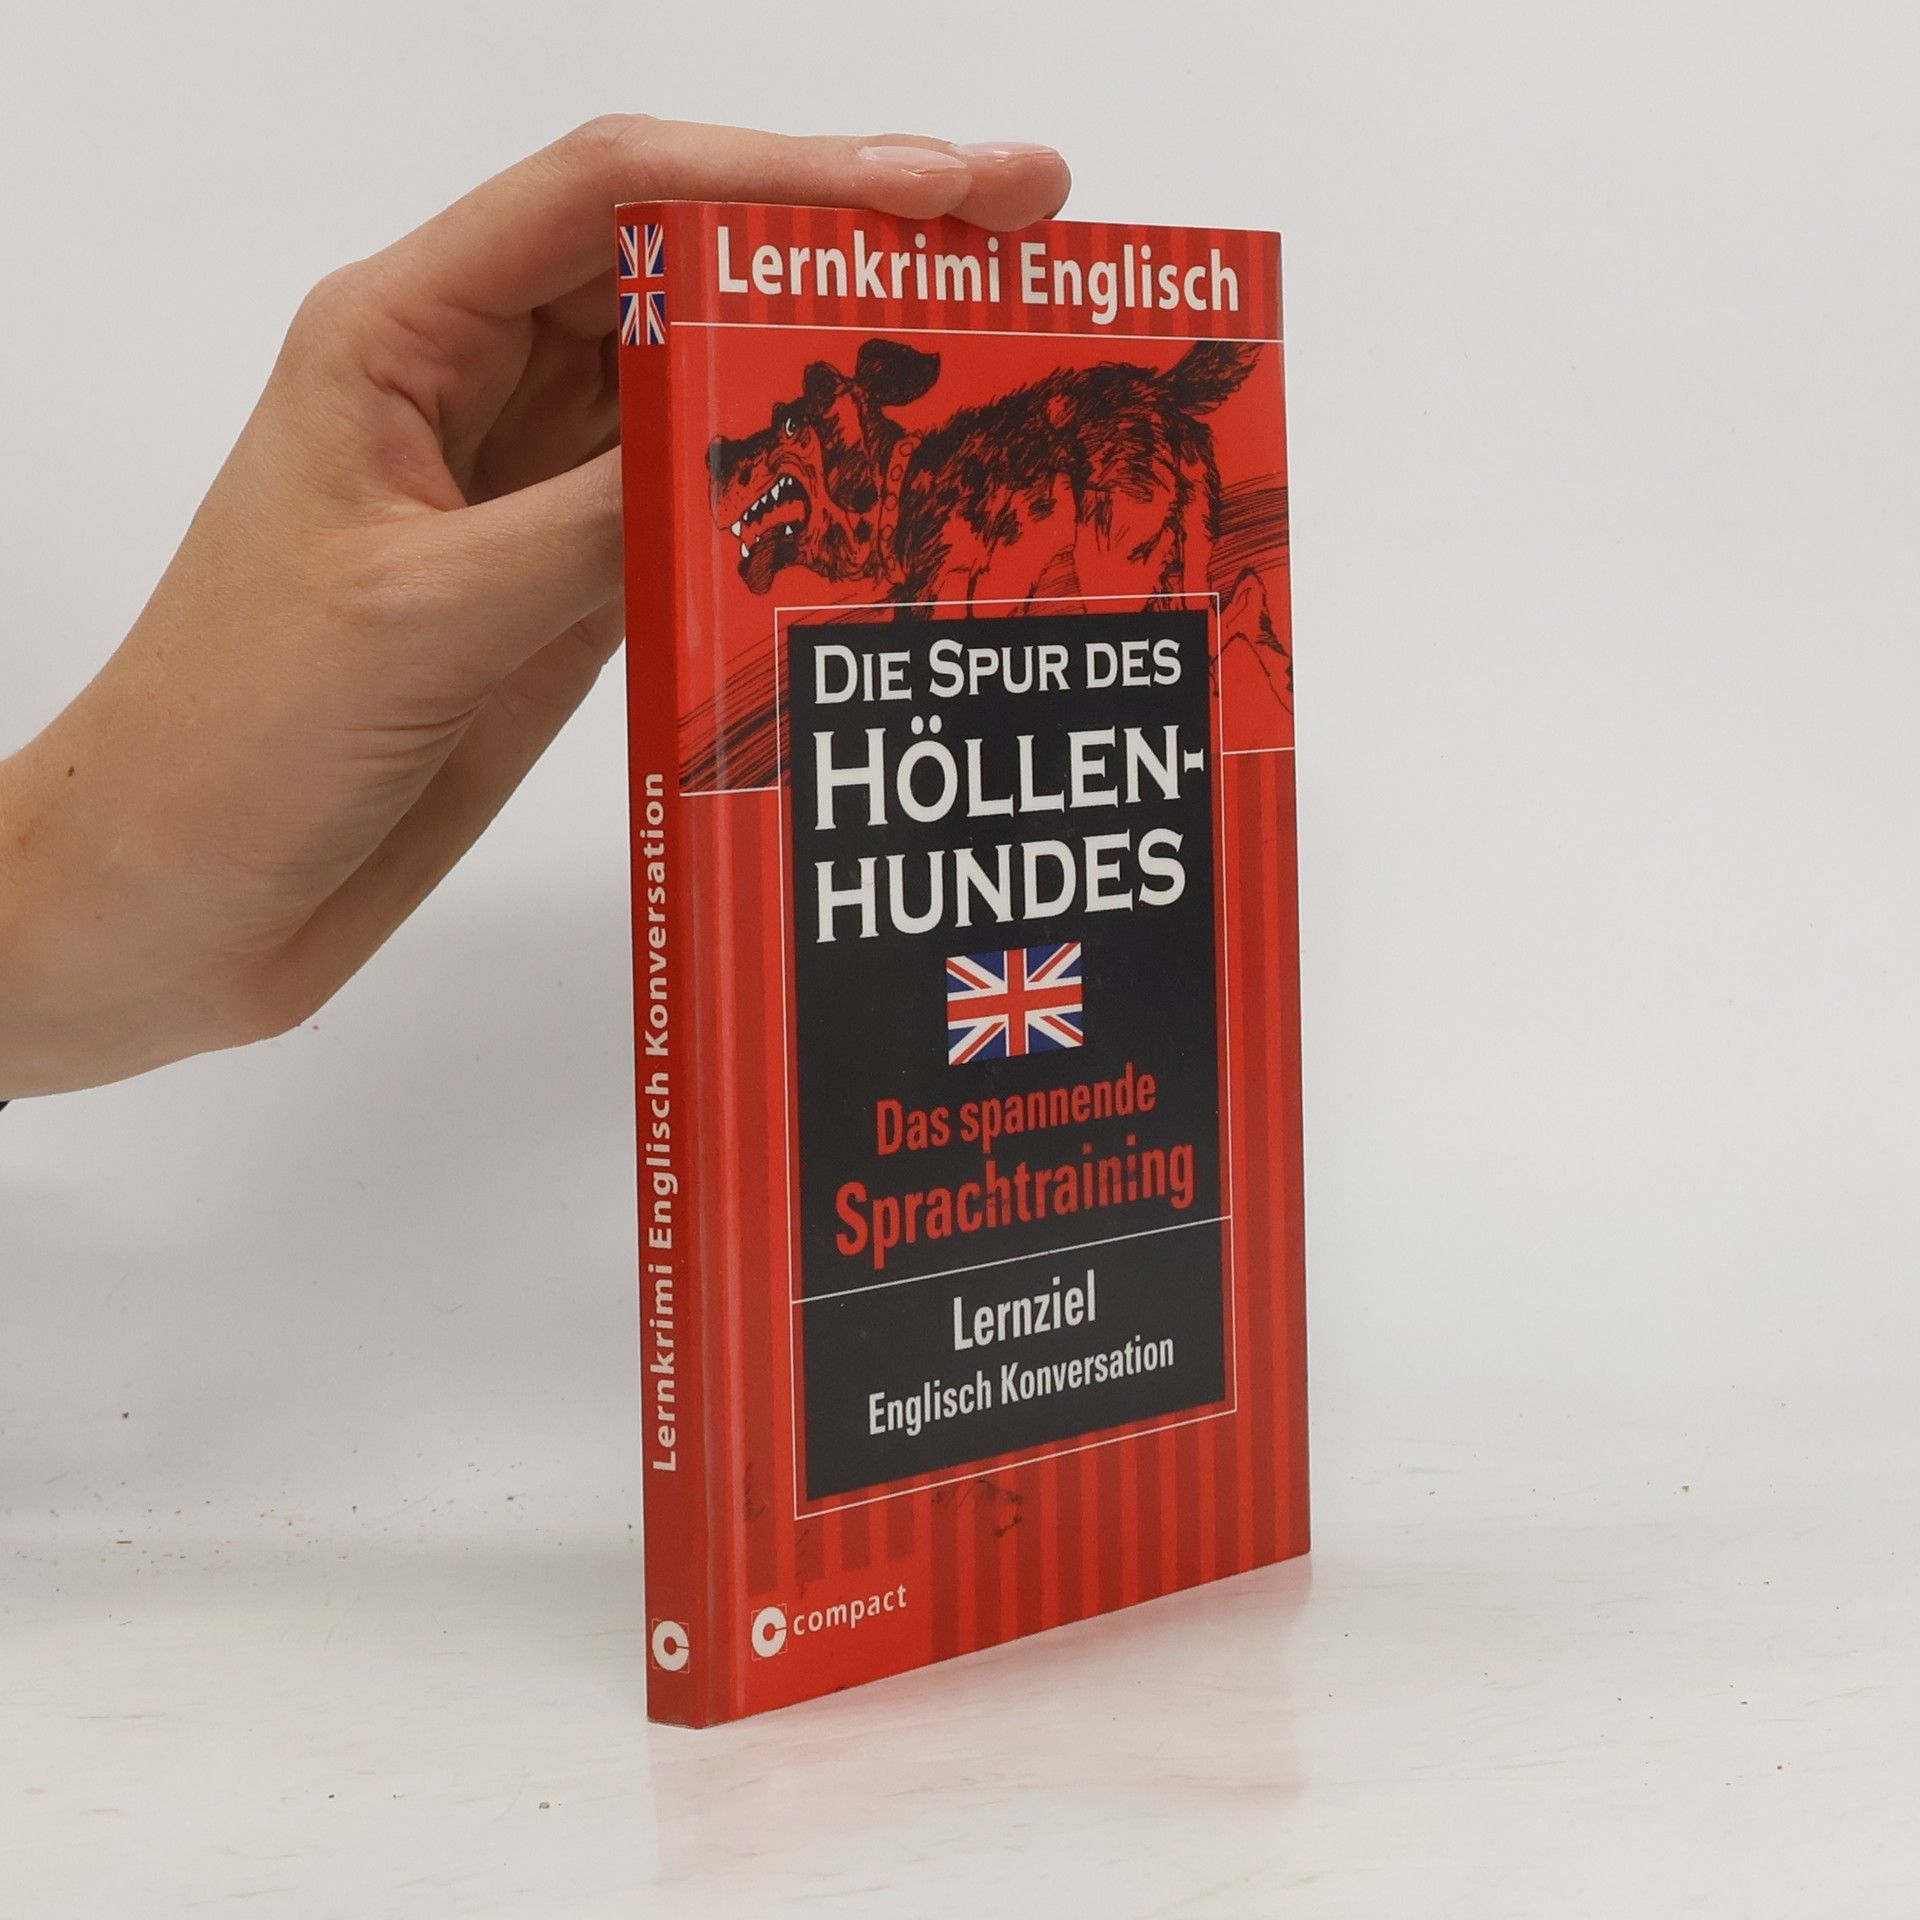 Lernkrimi Englisch
DIE SPUR DES
HÖLLEN-
HUNDES
Das spannende
Sprachtraining
Lernziel
Englisch Konversation
compact
Lernkrimi Englisch Konversation